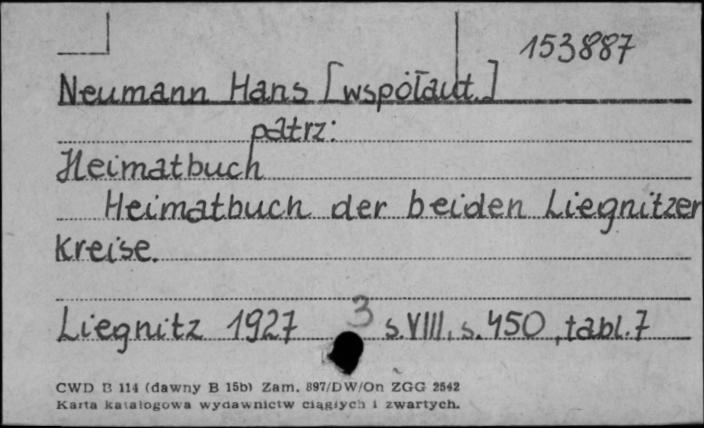 153887
Neumann Hans [współaut.]
patrz:
Heimatbuch
Heimatbuch der beiden Liegnitzer
Kreise.
Liegnitz 1927 3 s.VIII, s.450, tabl.7
CWD B 114 (dawny B 15b) Zam. 897/DW/On ZGG 2542
Karta katalogowa wydawnictw ciągłych i zwartych.